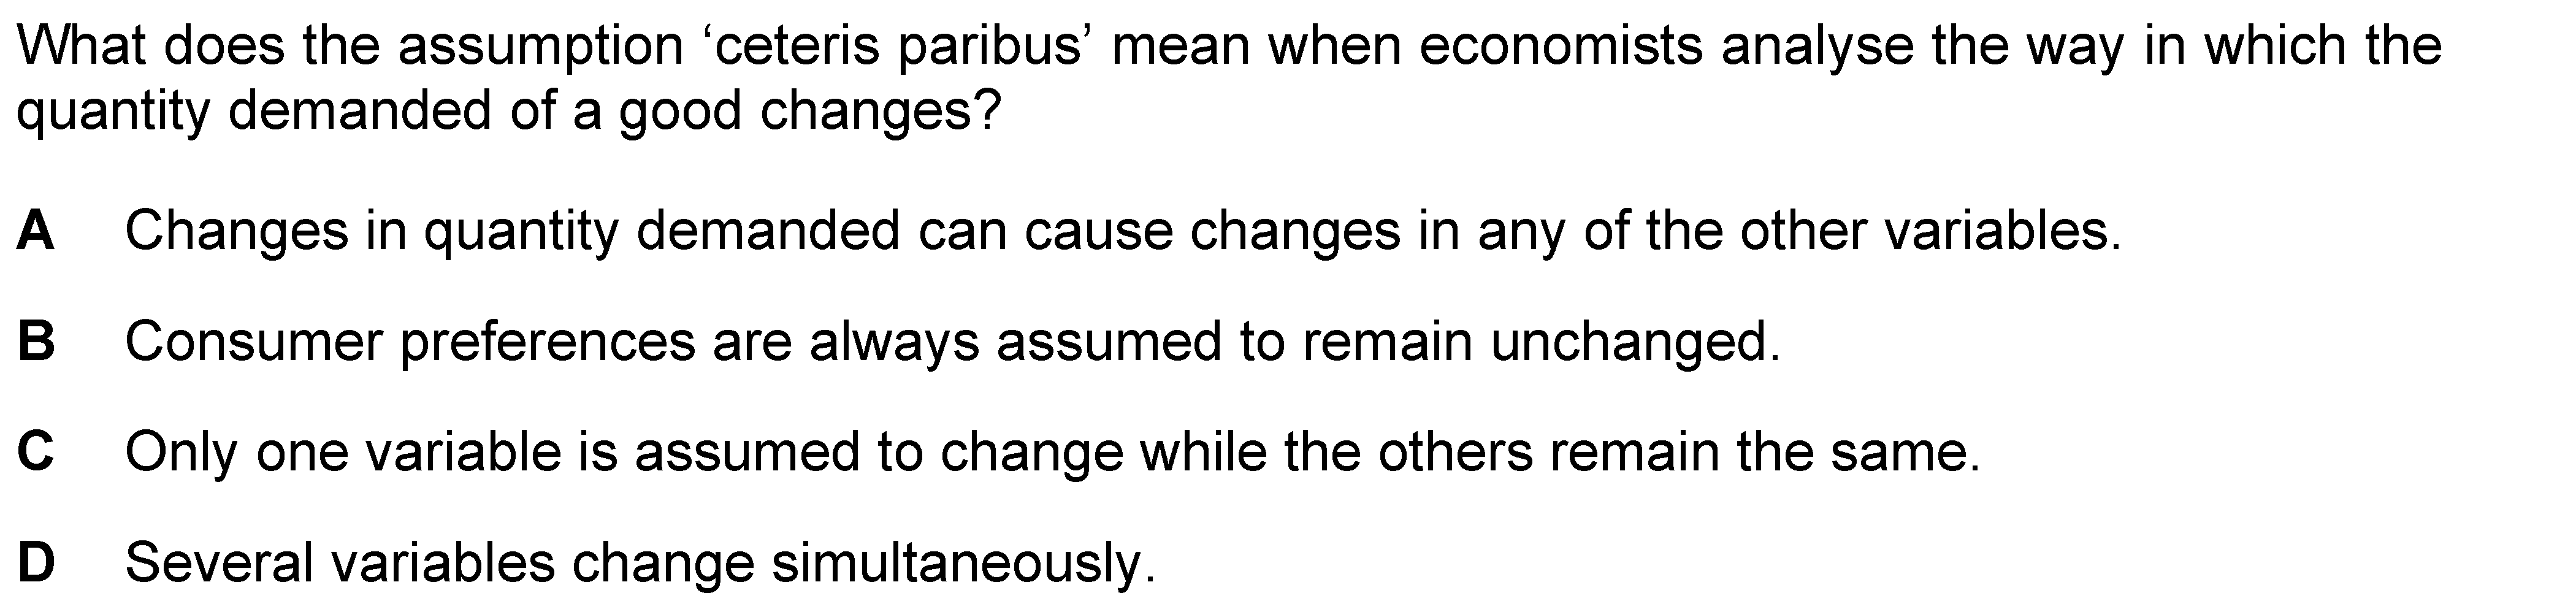 What does the assumption ‘ceteris paribus’ mean when economists analyse the way in which the
quantity demanded of a good changes?
A Changes in quantity demanded can cause changes in any of the other variables.
B Consumer preferences are always assumed to remain unchanged.
C Only one variable is assumed to change while the others remain the same.
D Several variables change simultaneously.